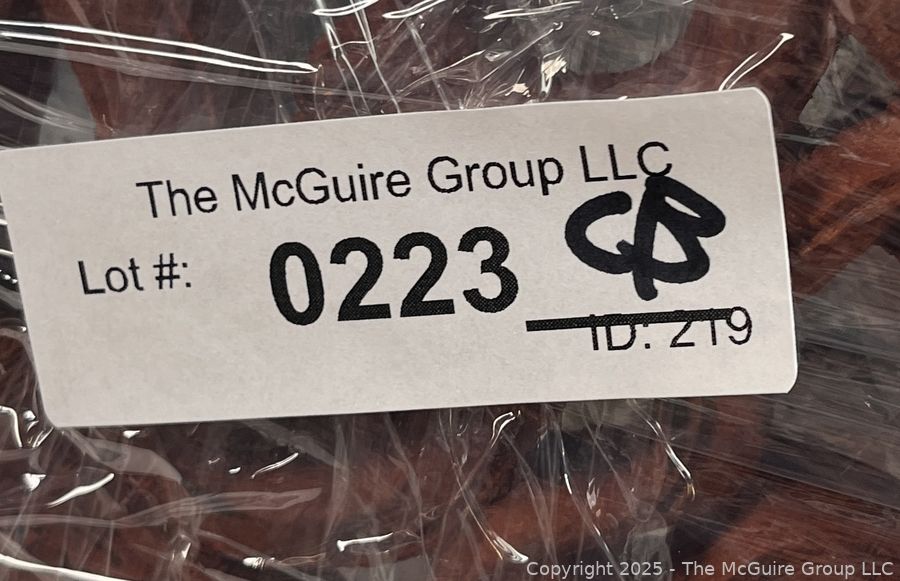 The McGuire Group LLC
Lot #: 0223 CB
ID: 219
Copyright 2025 - The McGuire Group LLC